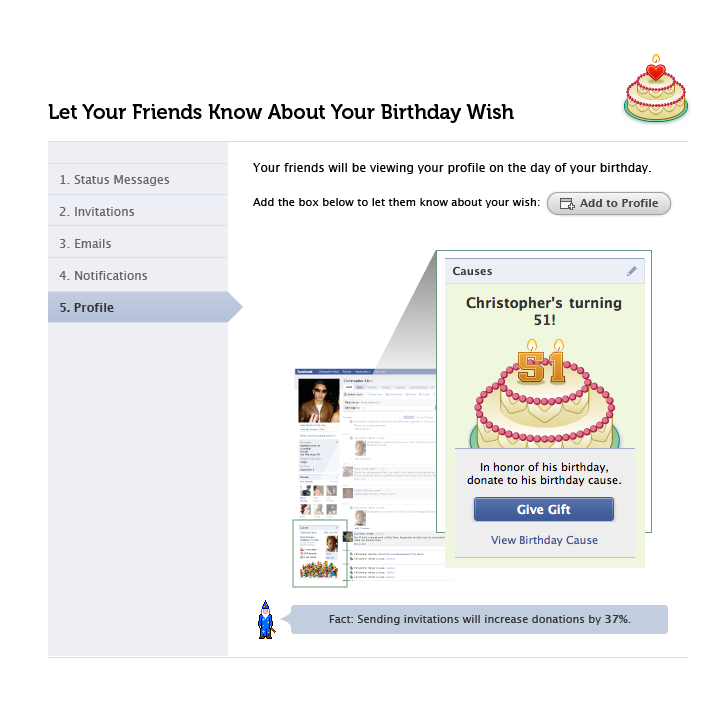 Let Your Friends Know About Your Birthday Wish
1. Status Messages
2. Invitations
3. Emails
4. Notifications
5. Profile
Your friends will be viewing your profile on the day of your birthday.
Add the box below to let them know about your wish:
Add to Profile
Causes
Christopher's turning
51!
51
In honor of his birthday,
donate to his birthday cause.
Give Gift
View Birthday Cause
facebook
Fact: Sending invitations will increase donations by 37%.